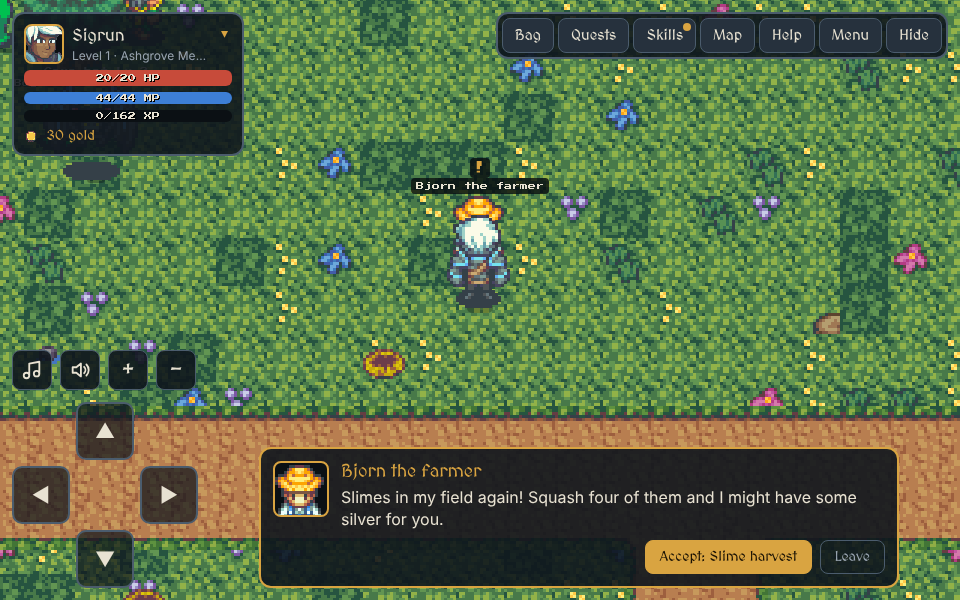 Sigrun
Level 1 · Ashgrove Me...
20/20 HP
44/44 MP
0/162 XP
30 gold
Bag
Quests
Skills
Map
Help
Menu
Hide
!
Bjorn the farmer
+
−
Bjorn the farmer
Slimes in my field again! Squash four of them and I might have some
silver for you.
Accept: Slime harvest
Leave